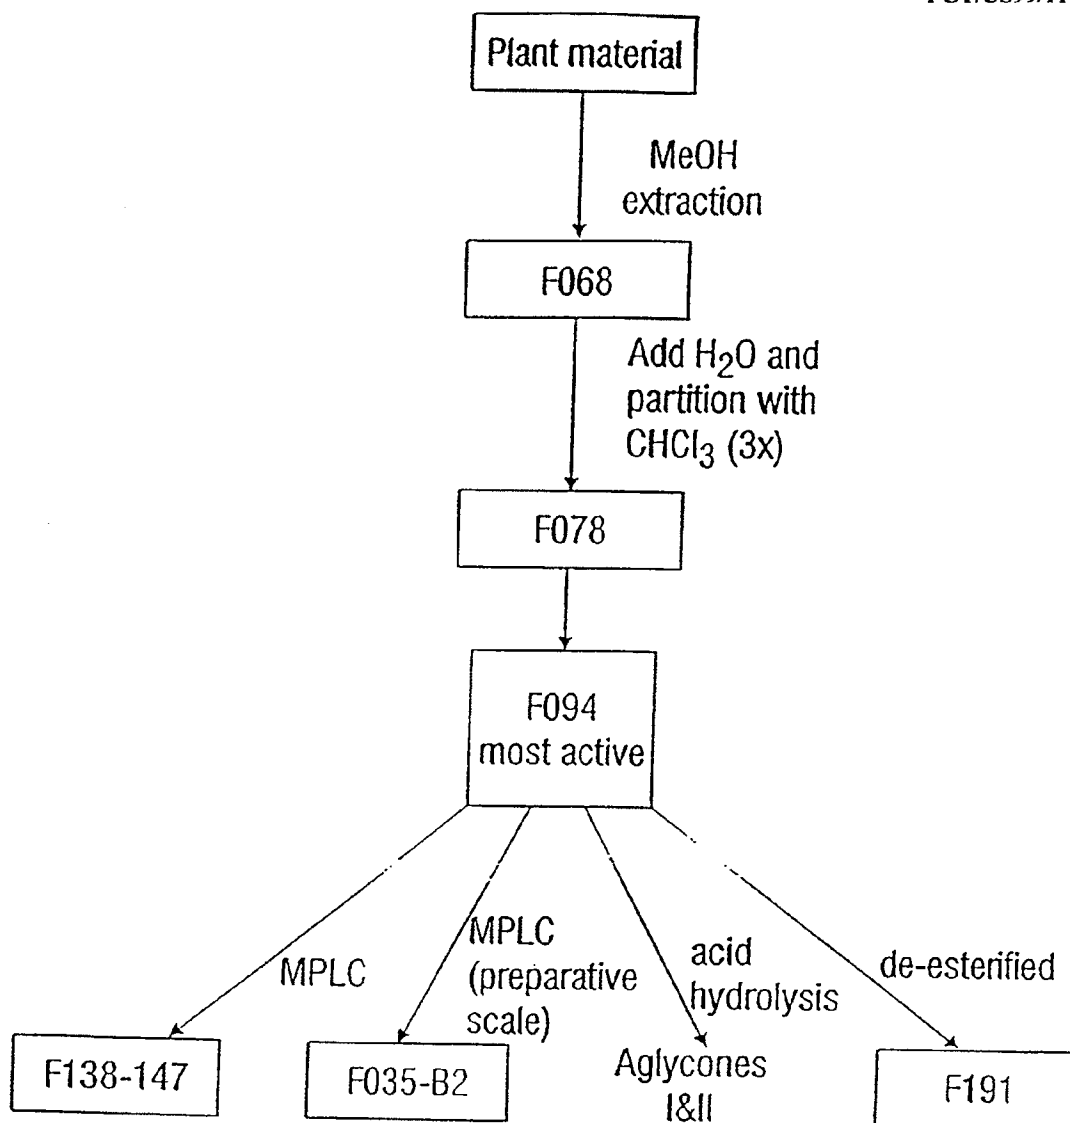 Plant material
MeOH
extraction
F068
Add H₂O and
partition with
CHCl₃ (3x)
F078
F094
most active
MPLC
MPLC
(preparative
scale)
acid
hydrolysis
de-esterified
F138-147
F035-B2
Aglycones
I&II
F191